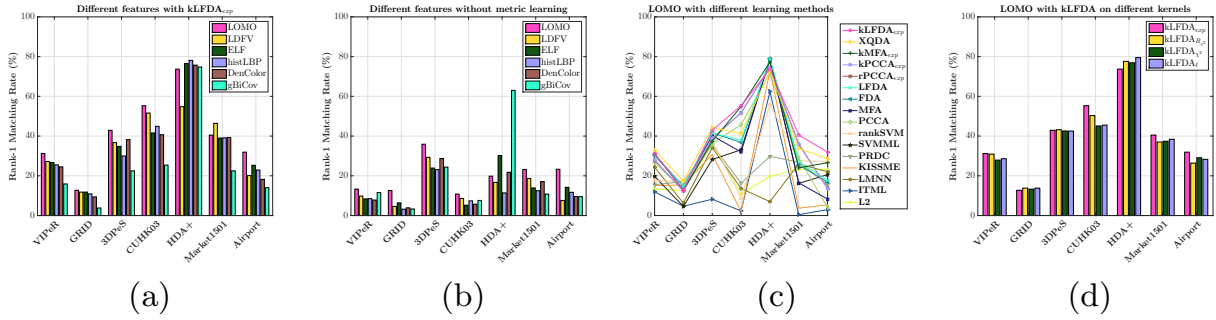 Different features with kLFDA_exp
Rank-1 Matching Rate (%)
100
80
60
40
20
0
LOMO
LDFV
ELF
histLBP
DenColor
gBiCov
VIPeR
GRID
3DPeS
CUHK03
HDA+
Market1501
Airport
(a)
Different features without metric learning
Rank-1 Matching Rate (%)
100
80
60
40
20
0
LOMO
LDFV
ELF
histLBP
DenColor
gBiCov
VIPeR
GRID
3DPeS
CUHK03
HDA+
Market1501
Airport
(b)
LOMO with different learning methods
Rank-1 Matching Rate (%)
100
80
60
40
20
0
kLFDA_exp
XQDA
kMFA_exp
kPCCA_exp
rPCCA_exp
LFDA
FDA
MFA
PCCA
rankSVM
SVMML
PRDC
KISSME
LMNN
ITML
L2
VIPeR
GRID
3DPeS
CUHK03
HDA+
Market1501
Airport
(c)
LOMO with kLFDA on different kernels
Rank-1 Matching Rate (%)
100
80
60
40
20
0
kLFDA_exp
kLFDA_Rχ²
kLFDA_χ²
kLFDA_ℓ
VIPeR
GRID
3DPeS
CUHK03
HDA+
Market1501
Airport
(d)